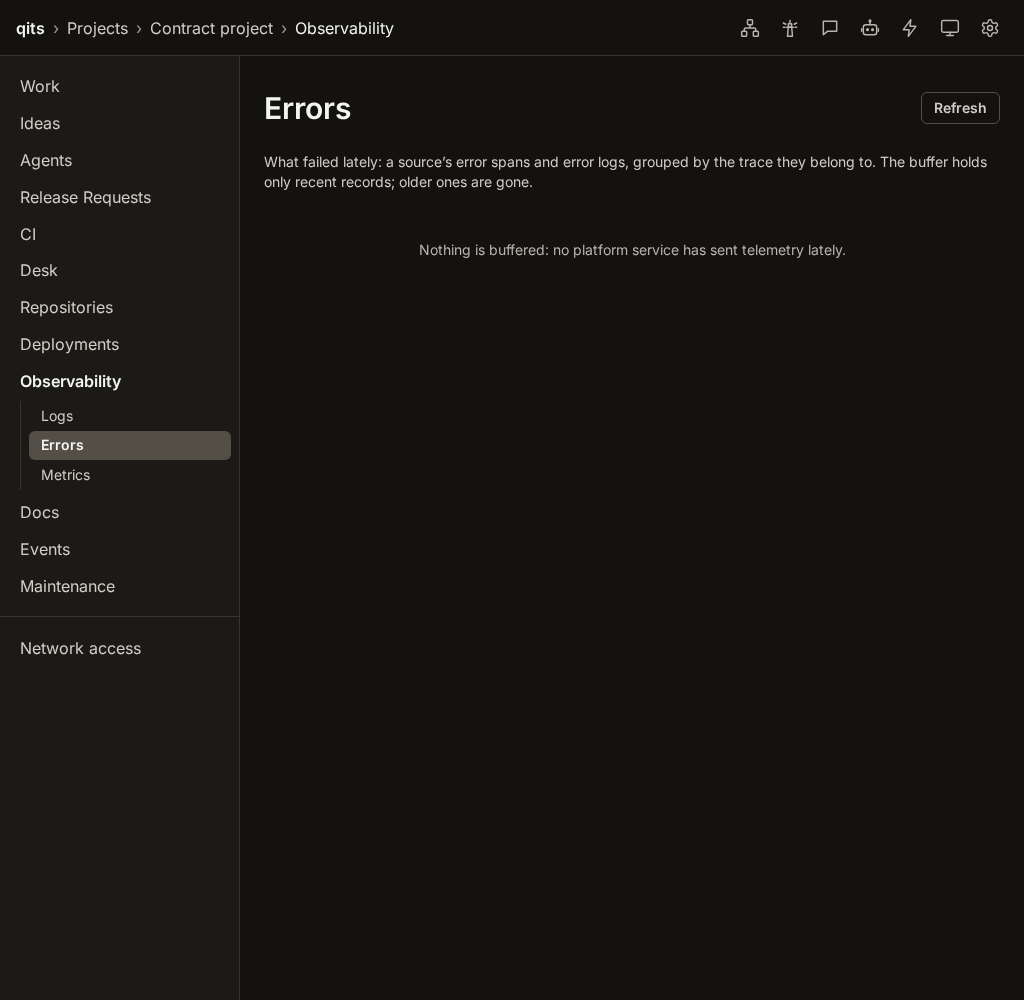 qits › Projects › Contract project › Observability
Work
Ideas
Agents
Release Requests
CI
Desk
Repositories
Deployments
Observability
Logs
Errors
Metrics
Docs
Events
Maintenance
Network access
Errors
Refresh
What failed lately: a source’s error spans and error logs, grouped by the trace they belong to. The buffer holds
only recent records; older ones are gone.
Nothing is buffered: no platform service has sent telemetry lately.